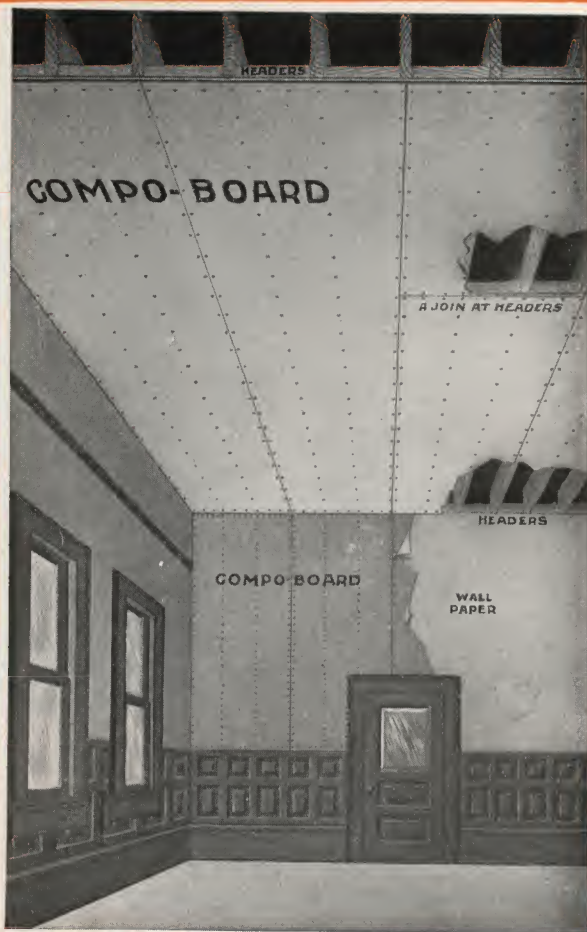 HEADERS
COMPO-BOARD
A JOIN AT HEADERS
HEADERS
COMPO-BOARD
WALL
PAPER